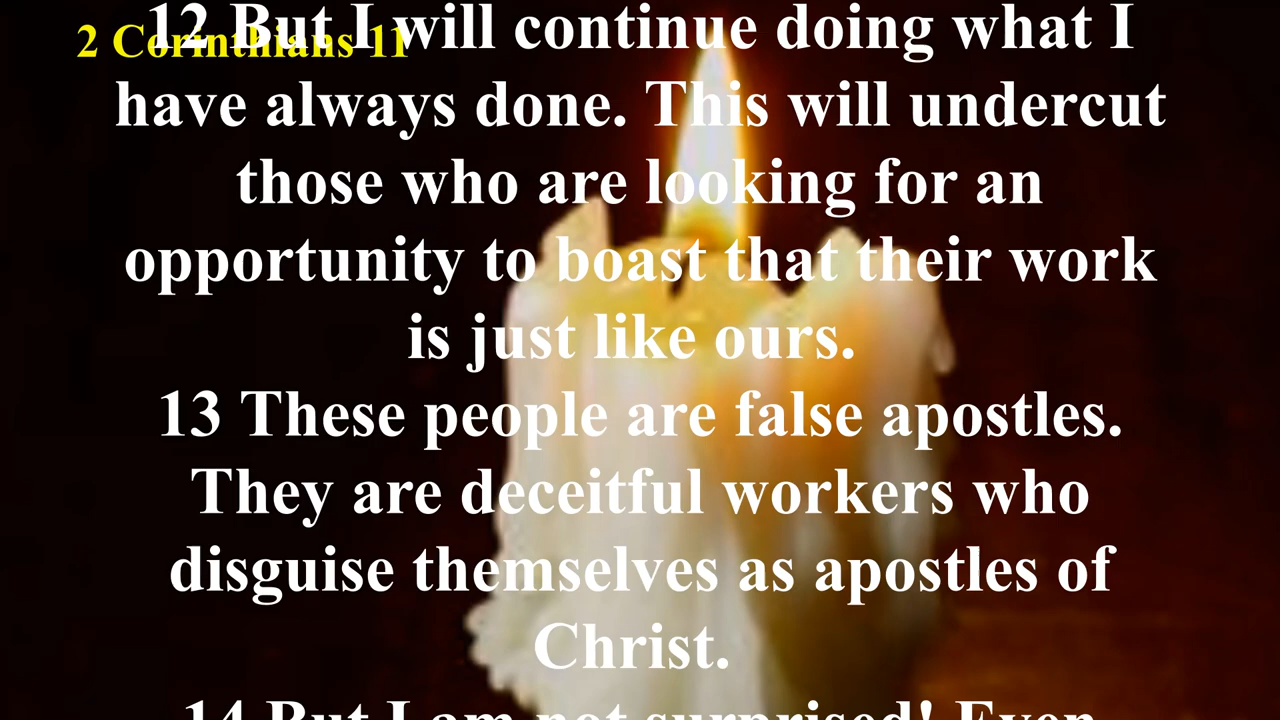 2 Corinthians 11
12 But I will continue doing what I
have always done. This will undercut
those who are looking for an
opportunity to boast that their work
is just like ours.
13 These people are false apostles.
They are deceitful workers who
disguise themselves as apostles of
Christ.
14 But I am not surprised! Even